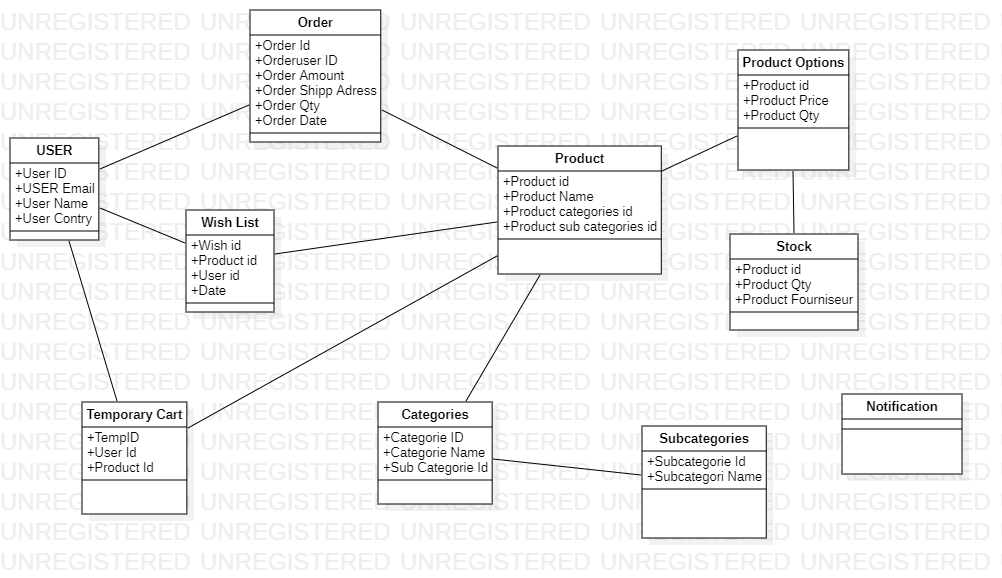 Order
+Order Id
+Orderuser ID
+Order Amount
+Order Shipp Adress
+Order Qty
+Order Date
Product Options
+Product id
+Product Price
+Product Qty
USER
+User ID
+USER Email
+User Name
+User Contry
Product
+Product id
+Product Name
+Product categories id
+Product sub categories id
Wish List
+Wish id
+Product id
+User id
+Date
Stock
+Product id
+Product Qty
+Product Fourniseur
Temporary Cart
+TempID
+User Id
+Product Id
Categories
+Categorie ID
+Categorie Name
+Sub Categorie Id
Subcategories
+Subcategorie Id
+Subcategori Name
Notification
UNREGISTERED